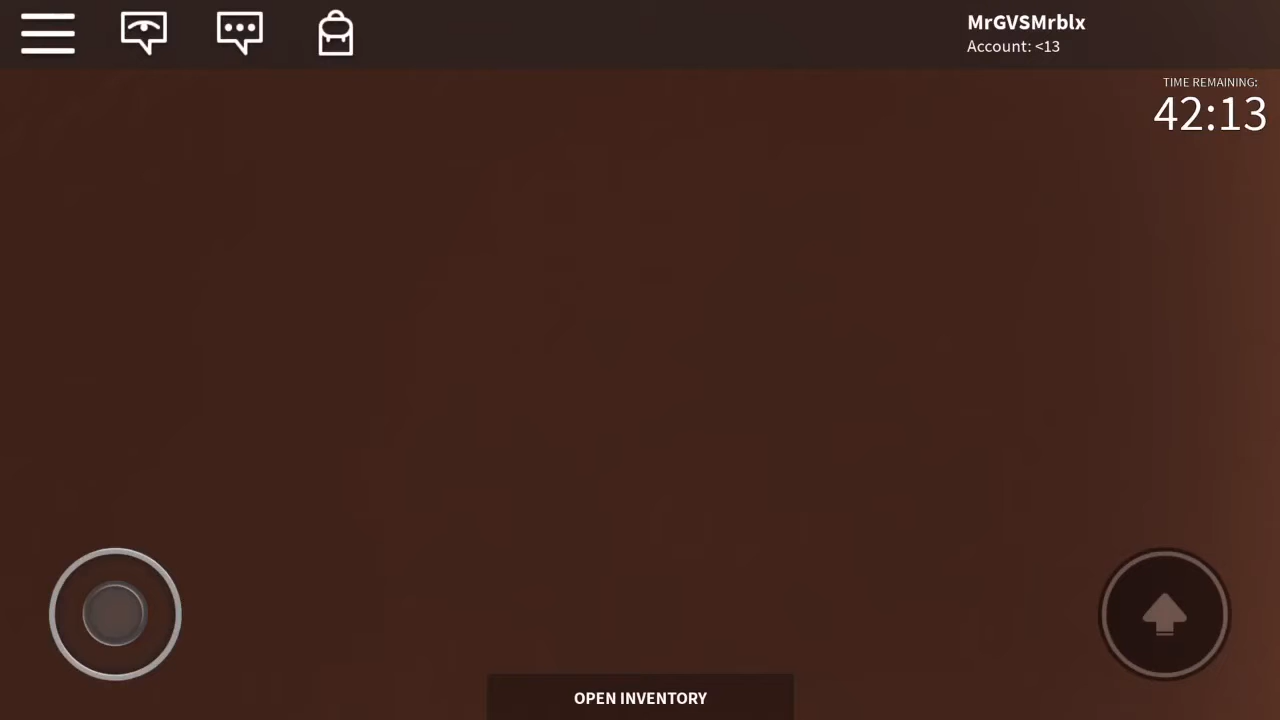 MrGVSMrblx
Account: <13
TIME REMAINING:
42:13
OPEN INVENTORY